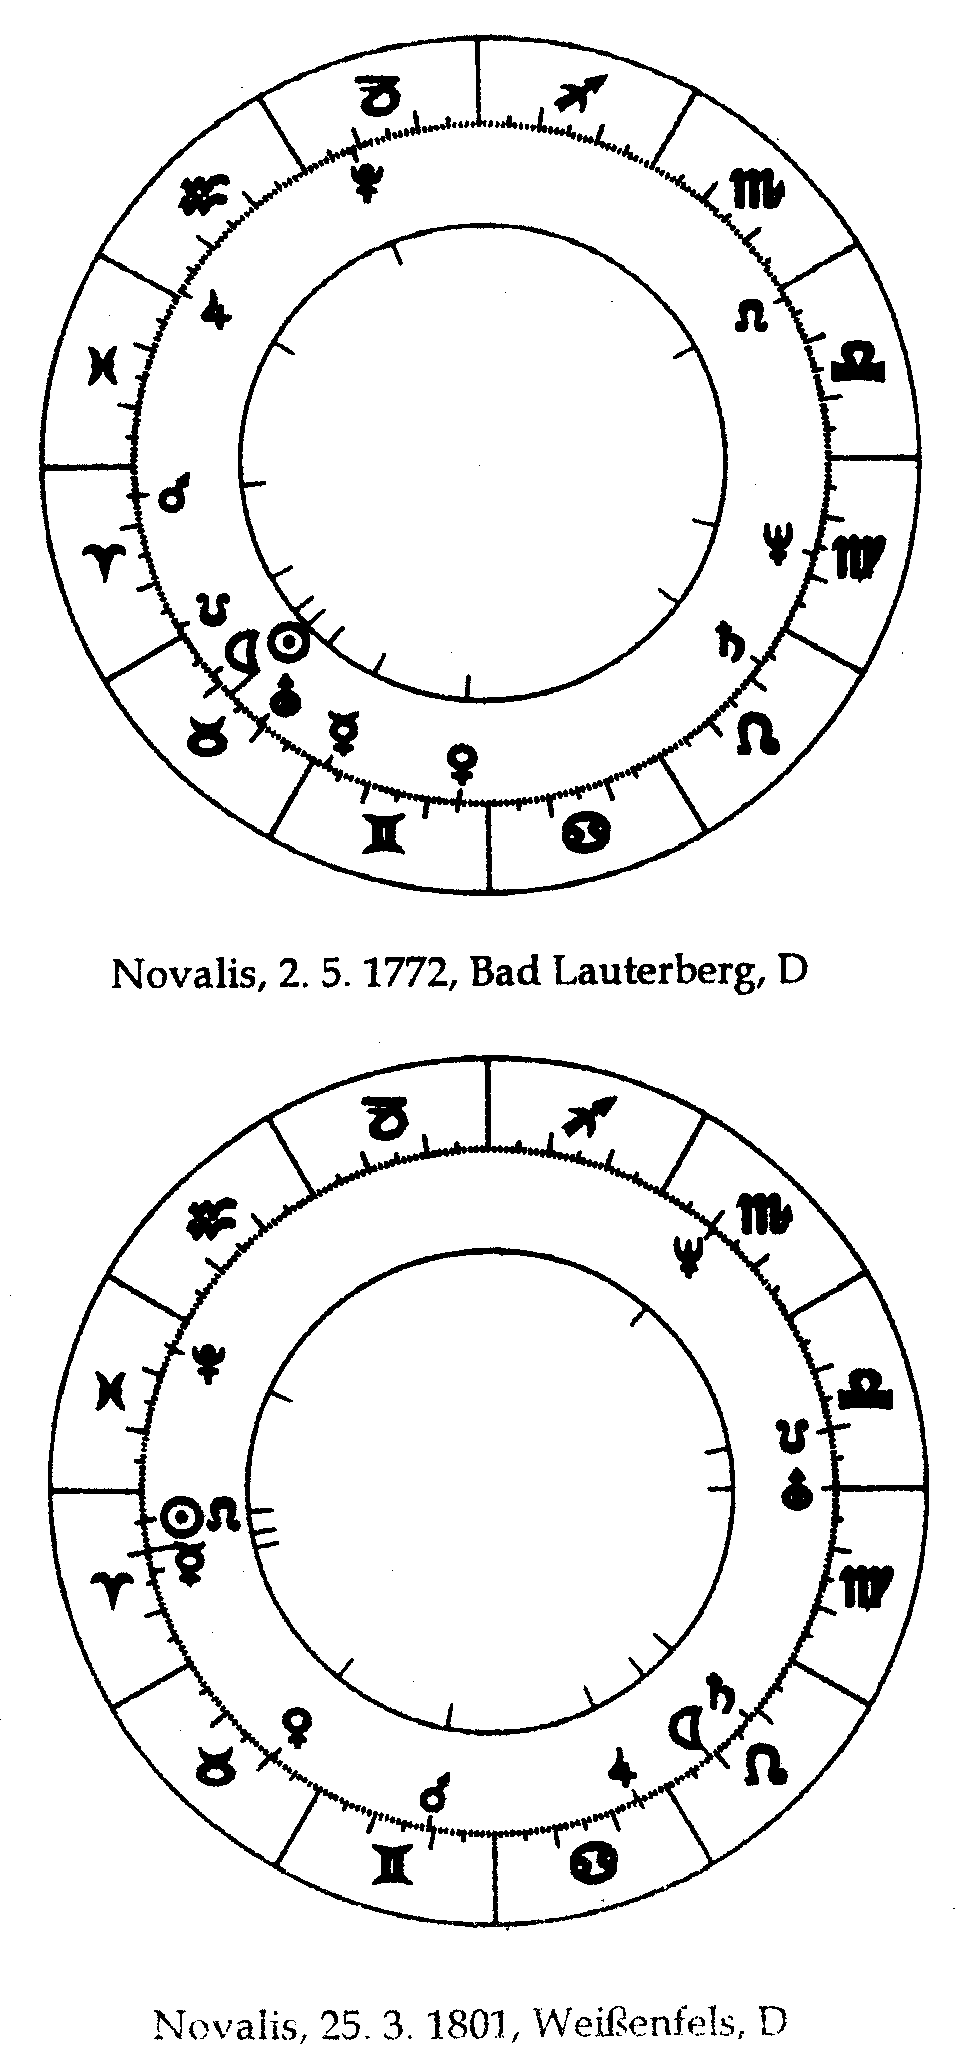 Novalis, 2. 5. 1772, Bad Lauterberg, D
Novalis, 25. 3. 1801, Weißenfels, D